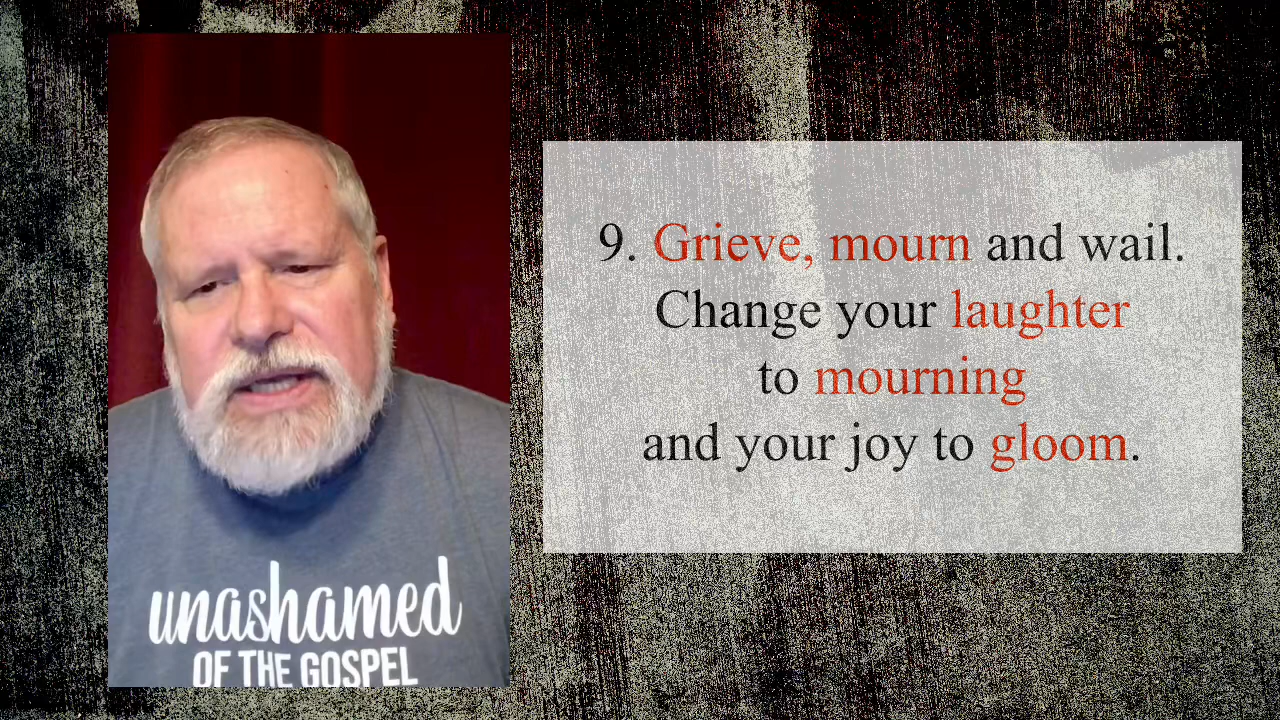 unashamed
OF THE GOSPEL
9. Grieve, mourn and wail.
Change your laughter
to mourning
and your joy to gloom.